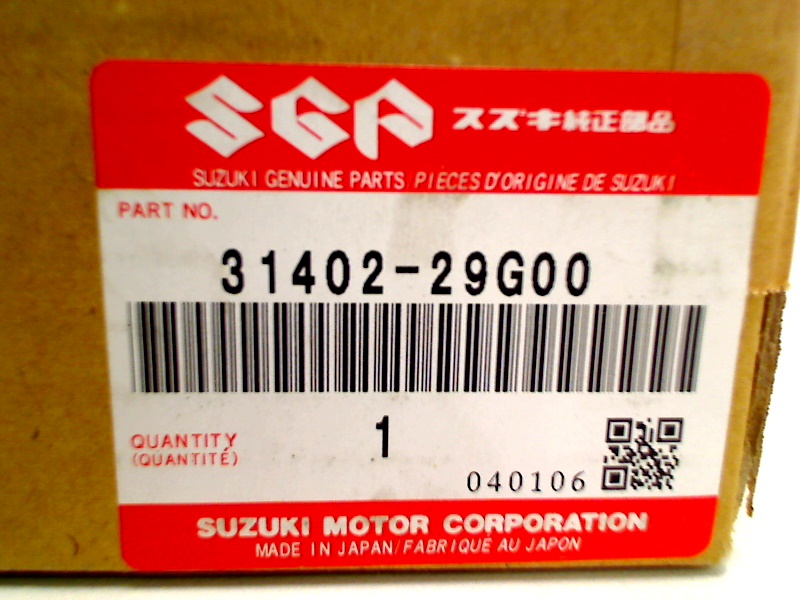 SGP スズキ純正部品
SUZUKI GENUINE PARTS / PIECES D'ORIGINE DE SUZUKI
PART NO.
31402-29G00
QUANTITY
(QUANTITÉ)
1
040106
SUZUKI MOTOR CORPORATION
MADE IN JAPAN/FABRIQUÉ AU JAPON